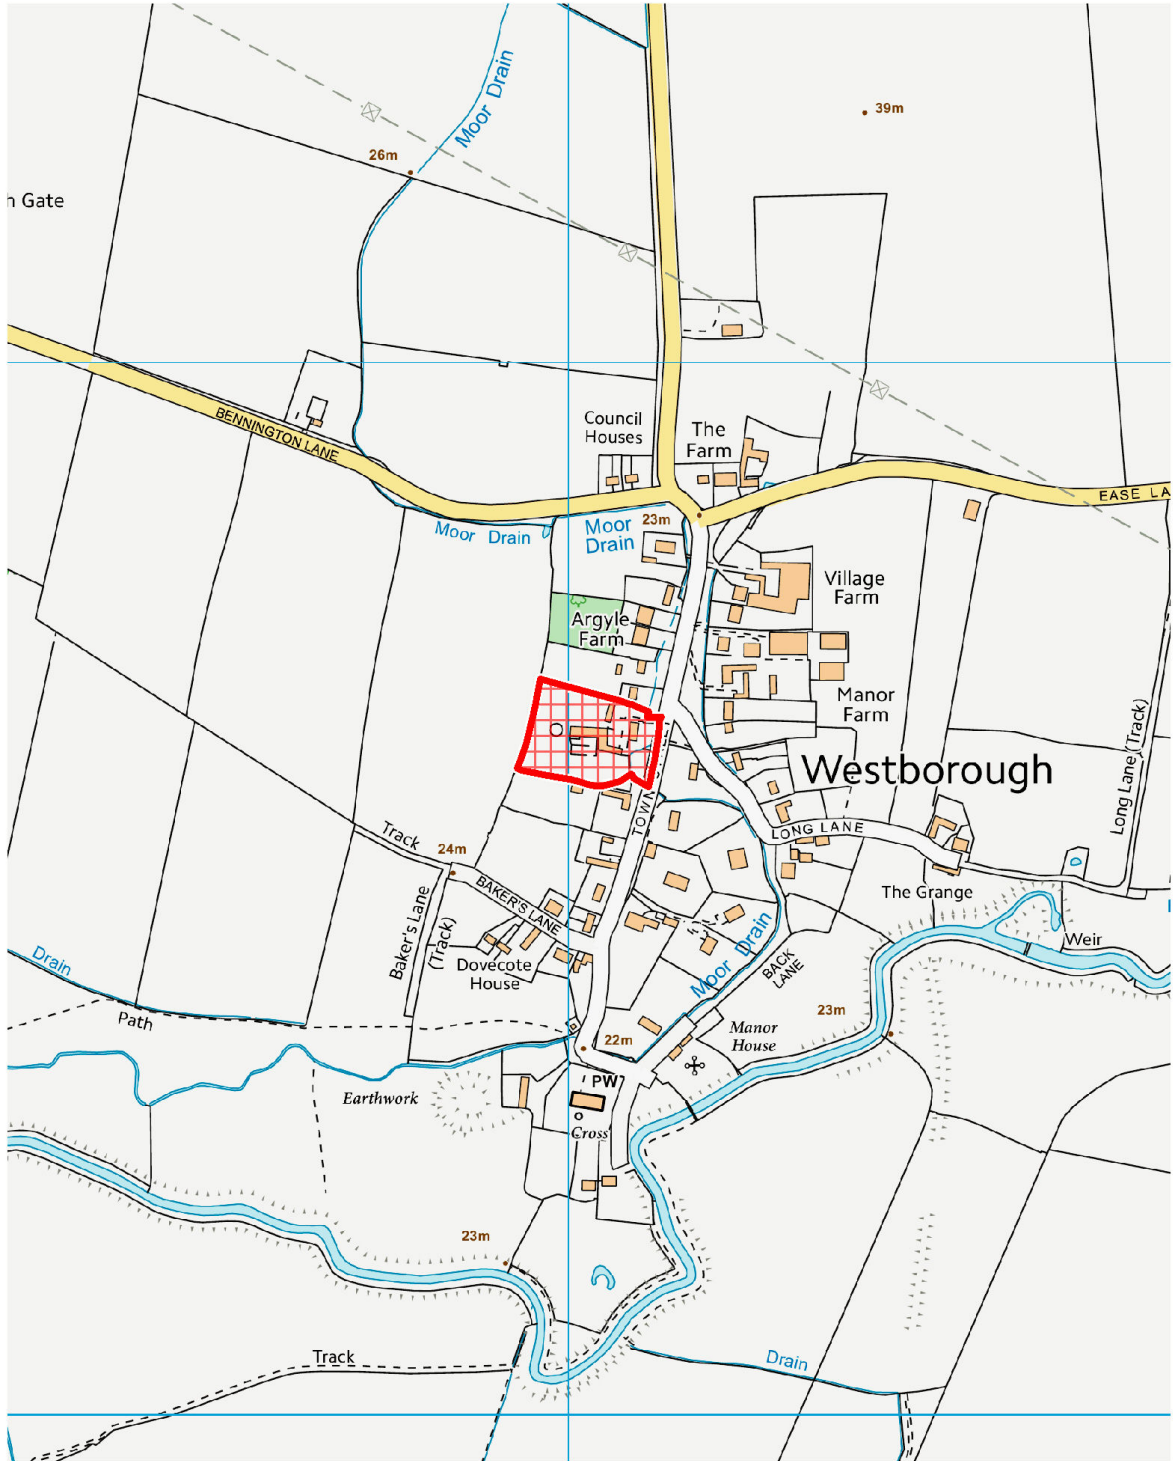 Moor Drain
39m
26m
h Gate
BENNINGTON LANE
Council
Houses
The
Farm
EASE LA
Moor Drain
Moor
Drain
23m
Village
Farm
Argyle
Farm
Manor
Farm
Westborough
Long Lane (Track)
TOWN
LONG LANE
Track
24m
BAKER'S LANE
Baker's Lane
(Track)
The Grange
Weir
Drain
Dovecote
House
Moor Drain
BACK
LANE
Path
23m
22m
Manor
House
PW
Earthwork
Cross
23m
Track
Drain